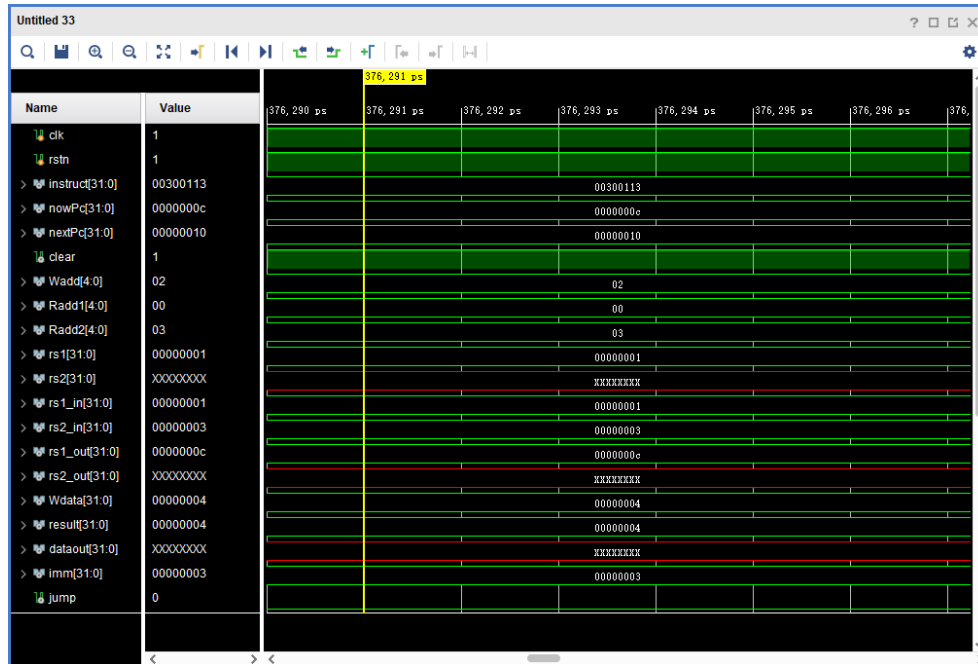 Untitled 33
376,291 ps
Name Value 376,290 ps 376,291 ps 376,292 ps 376,293 ps 376,294 ps 376,295 ps 376,296 ps 376,
clk 1
rstn 1
instruct[31:0] 00300113 00300113
nowPc[31:0] 0000000c 0000000c
nextPc[31:0] 00000010 00000010
clear 1
Wadd[4:0] 02 02
Radd1[4:0] 00 00
Radd2[4:0] 03 03
rs1[31:0] 00000001 00000001
rs2[31:0] XXXXXXXX XXXXXXXX
rs1_in[31:0] 00000001 00000001
rs2_in[31:0] 00000003 00000003
rs1_out[31:0] 0000000c 0000000c
rs2_out[31:0] XXXXXXXX XXXXXXXX
Wdata[31:0] 00000004 00000004
result[31:0] 00000004 00000004
dataout[31:0] XXXXXXXX XXXXXXXX
imm[31:0] 00000003 00000003
jump 0